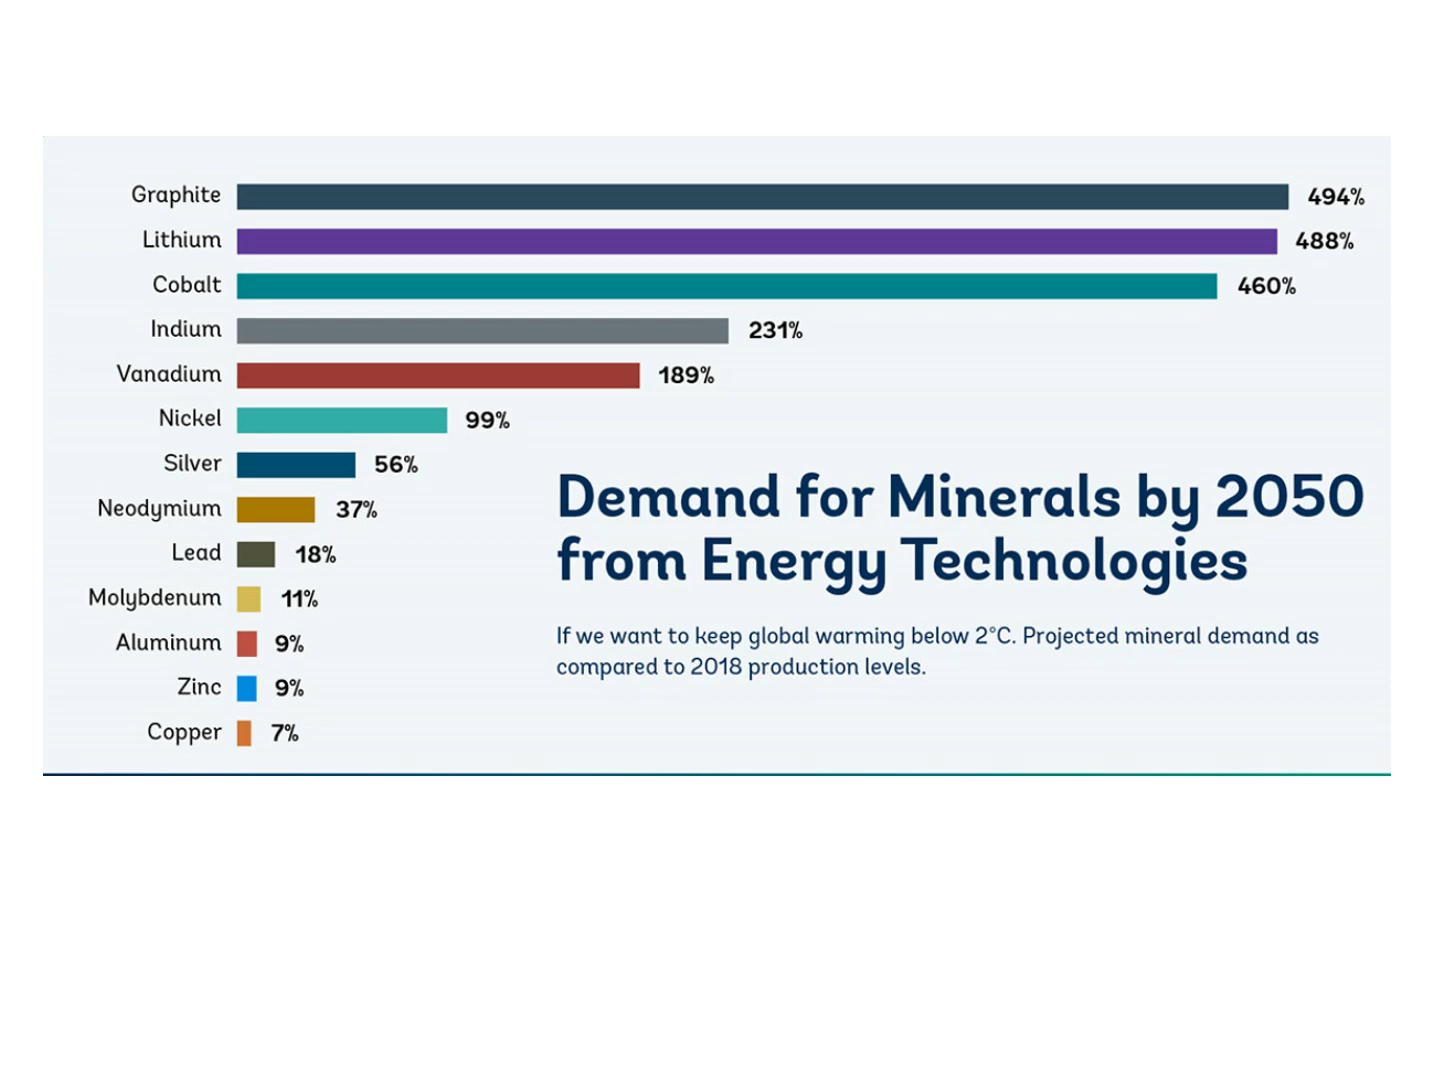 Graphite 494%
Lithium 488%
Cobalt 460%
Indium 231%
Vanadium 189%
Nickel 99%
Silver 56%
Neodymium 37%
Lead 18%
Molybdenum 11%
Aluminum 9%
Zinc 9%
Copper 7%
Demand for Minerals by 2050
from Energy Technologies
If we want to keep global warming below 2°C. Projected mineral demand as
compared to 2018 production levels.